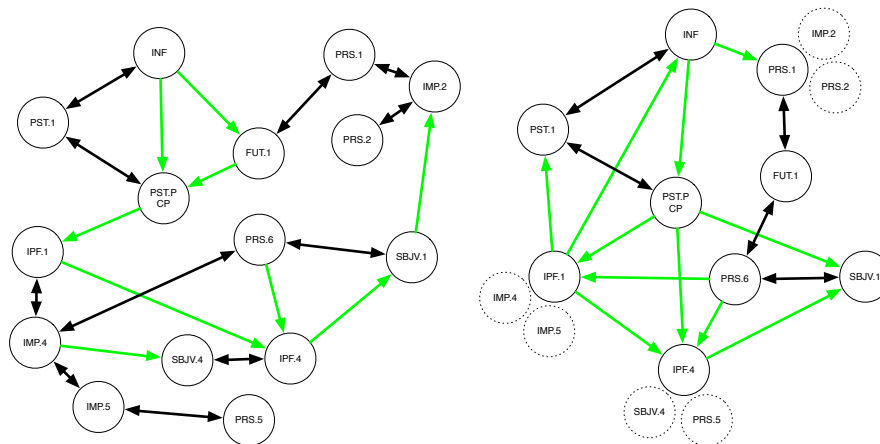 INF
PRS.1
IMP.2
PST.1
PRS.2
FUT.1
PST.P
CP
IPF.1
PRS.6
SBJV.1
IMP.4
SBJV.4
IPF.4
IMP.5
PRS.5
INF
IMP.2
PRS.1
PRS.2
PST.1
FUT.1
PST.P
CP
IPF.1
PRS.6
SBJV.1
IMP.4
IMP.5
IPF.4
SBJV.4
PRS.5